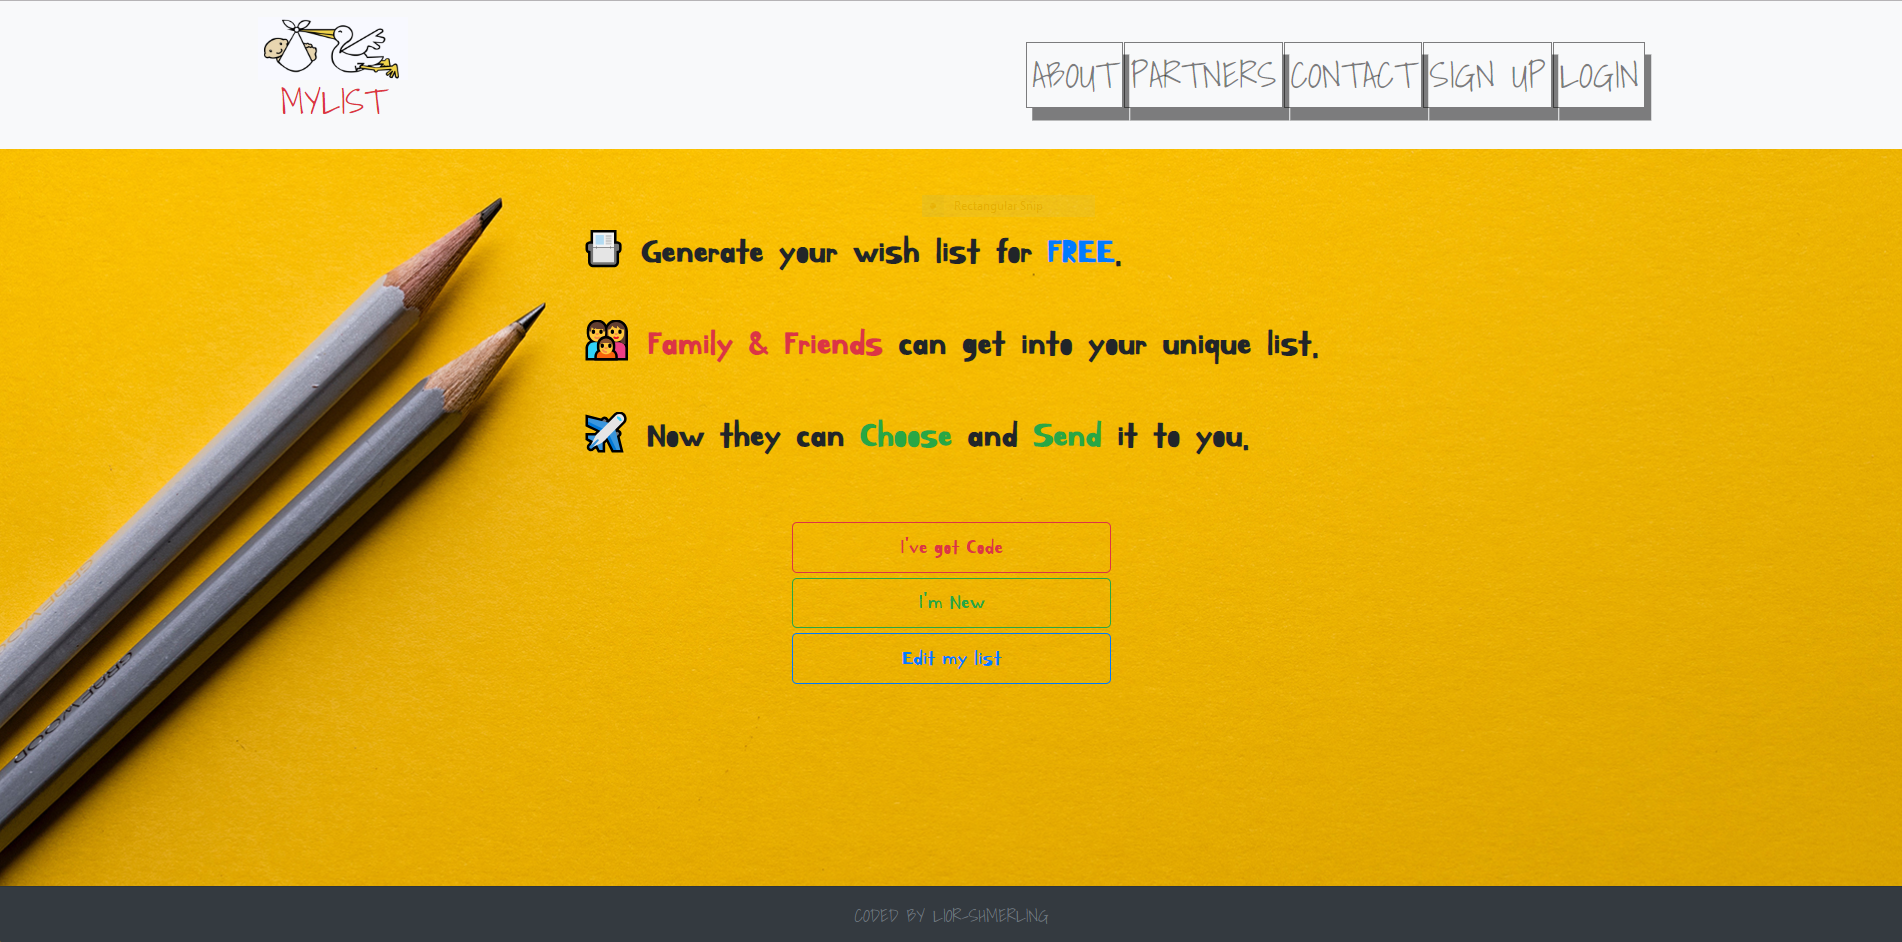 MYLIST
ABOUT PARTNERS CONTACT SIGN UP LOGIN
Rectangular Snip
Generate your wish list for FREE.
Family & Friends can get into your unique list.
Now they can Choose and Send it to you.
I've got Code
I'm New
Edit my list
CODED BY LIOR-SHMERLING